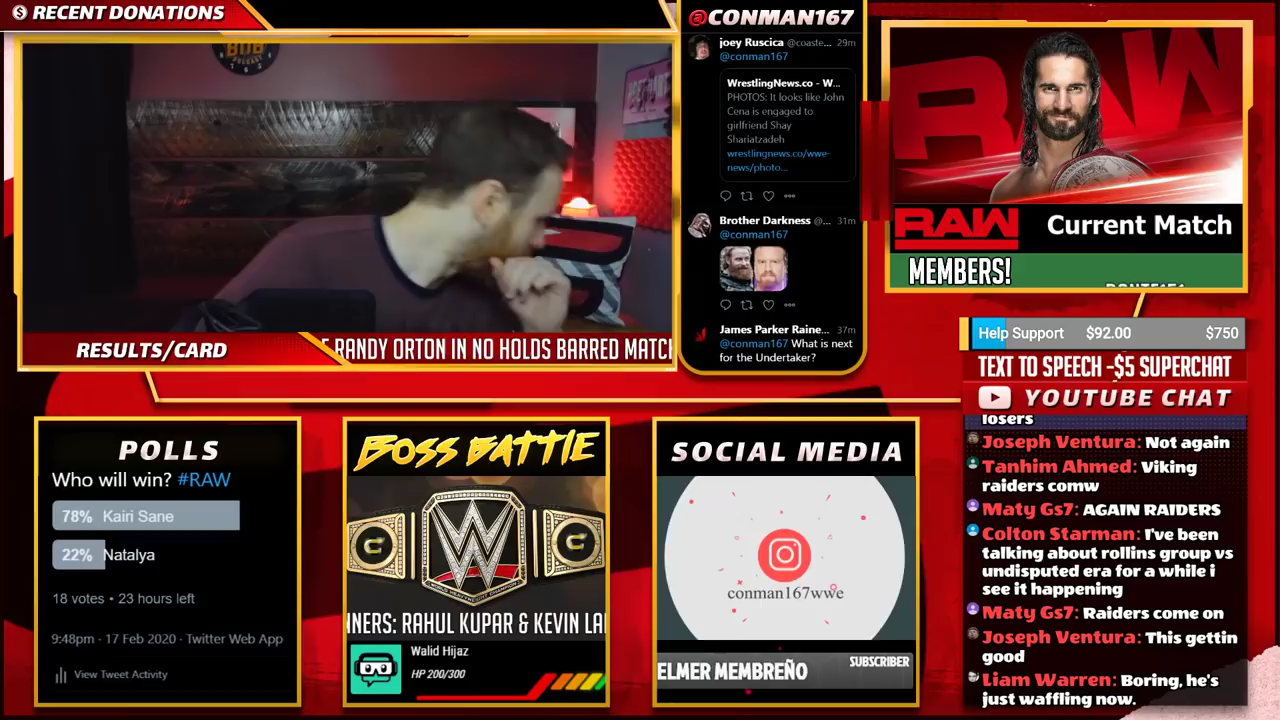 $ RECENT DONATIONS
BOB
RESULTS/CARD
E RANDY ORTON IN NO HOLDS BARRED MATCH
@CONMAN167
joey Ruscica @coaste... 29m
@conman167
WrestlingNews.co - W...
PHOTOS: It looks like John
Cena is engaged to
girlfriend Shay
Shariatzadeh
wrestlingnews.co/wwe-
news/photo...
Brother Darkness @... 31m
@conman167
James Parker Raine... 37m
@conman167 What is next
for the Undertaker?
RAW
RAW
Current Match
MEMBERS!
Help Support $92.00 $750
TEXT TO SPEECH -$5 SUPERCHAT
YOUTUBE CHAT
losers
Joseph Ventura: Not again
Tanhim Ahmed: Viking
raiders comw
Maty Gs7: AGAIN RAIDERS
Colton Starman: I've been
talking about rollins group vs
undisputed era for a while i
see it happening
Maty Gs7: Raiders come on
Joseph Ventura: This gettin
good
Liam Warren: Boring, he's
just waffling now.
POLLS
Who will win? #RAW
78% Kairi Sane
22% Natalya
18 votes • 23 hours left
9:48pm · 17 Feb 2020 · Twitter Web App
View Tweet Activity
BOSS BATTLE
NNERS: RAHUL KUPAR & KEVIN LA
Walid Hijaz
HP 200/300
SOCIAL MEDIA
conman167wwe
ELMER MEMBREÑO
SUBSCRIBER